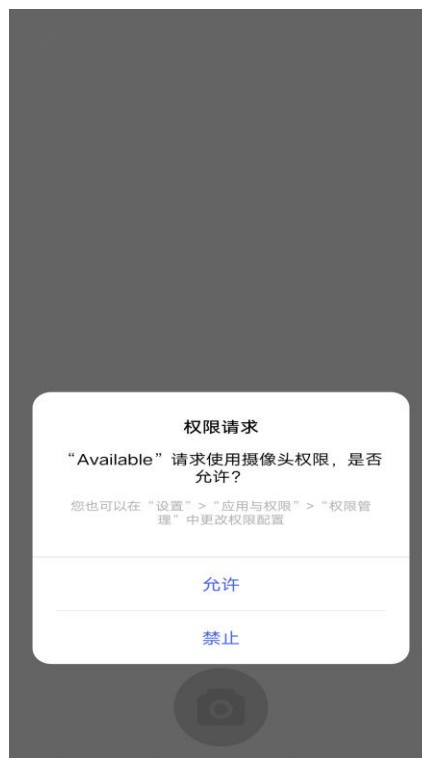 权限请求
“Available”请求使用摄像头权限，是否
允许？
您也可以在“设置”>“应用与权限”>“权限管
理”中更改权限配置
允许
禁止